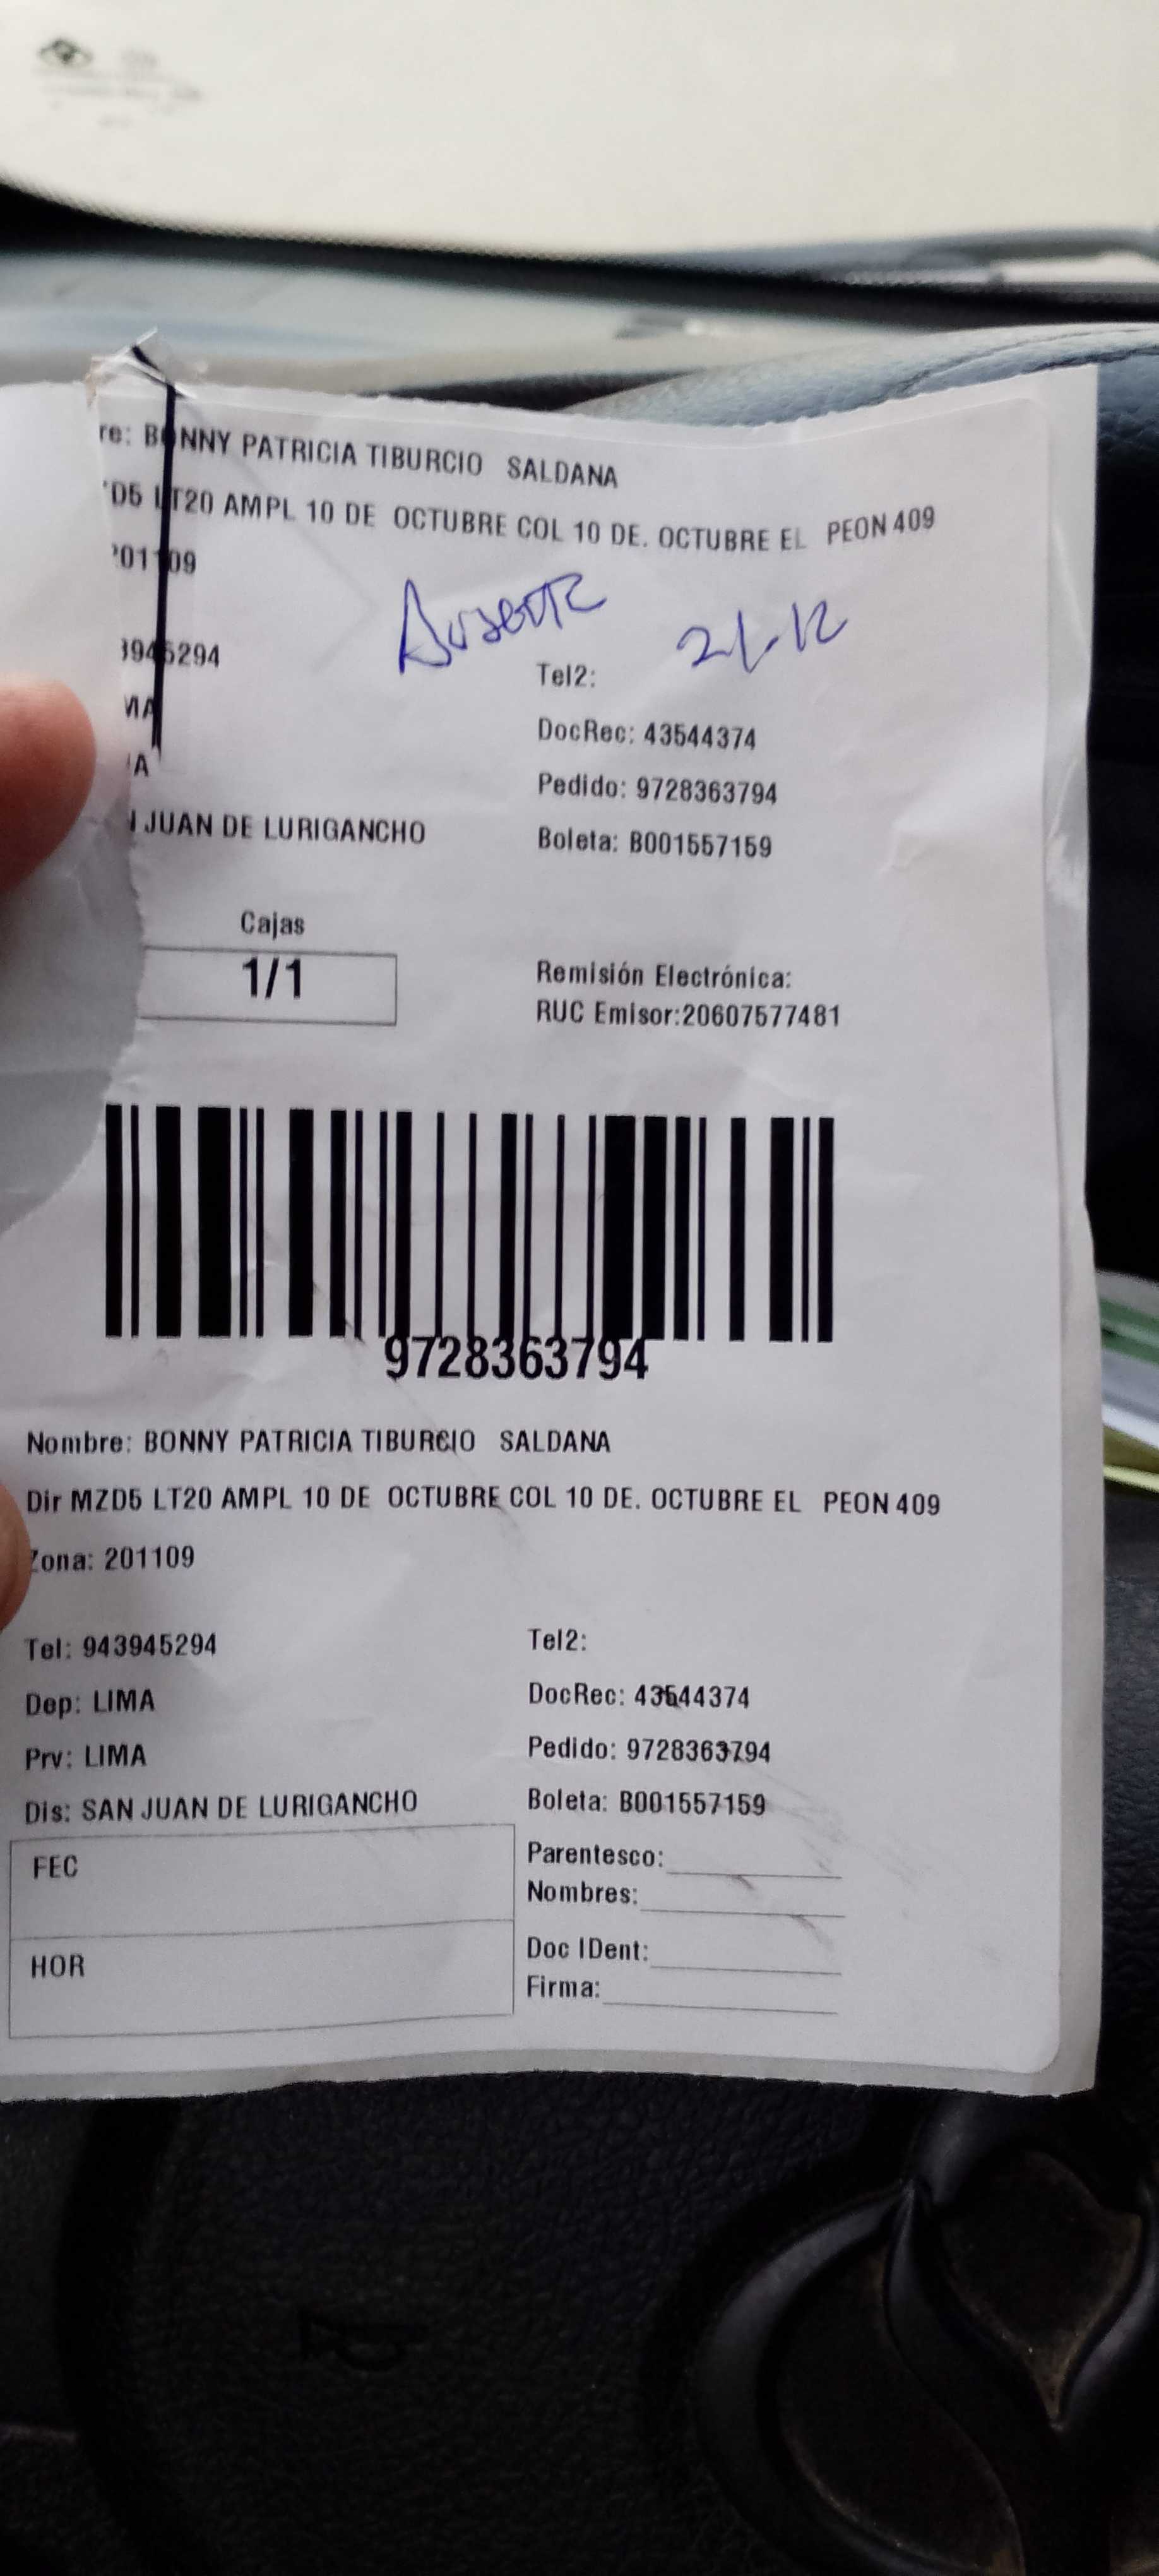 re: BONNY PATRICIA TIBURCIO SALDANA
D5 LT20 AMPL 10 DE OCTUBRE COL 10 DE. OCTUBRE EL PEON 409
201109
Ausente 21-12
3945294
Tel2:
MA
DocRec: 43544374
A
Pedido: 9728363794
JUAN DE LURIGANCHO
Boleta: B001557159
Cajas
1/1
Remisión Electrónica:
RUC Emisor:20607577481
9728363794
Nombre: BONNY PATRICIA TIBURCIO SALDANA
Dir MZD5 LT20 AMPL 10 DE OCTUBRE COL 10 DE. OCTUBRE EL PEON 409
Zona: 201109
Tel: 943945294
Tel2:
Dep: LIMA
DocRec: 43544374
Prv: LIMA
Pedido: 9728363794
Dis: SAN JUAN DE LURIGANCHO
Boleta: B001557159
FEC
Parentesco:
Nombres:
HOR
Doc IDent:
Firma: